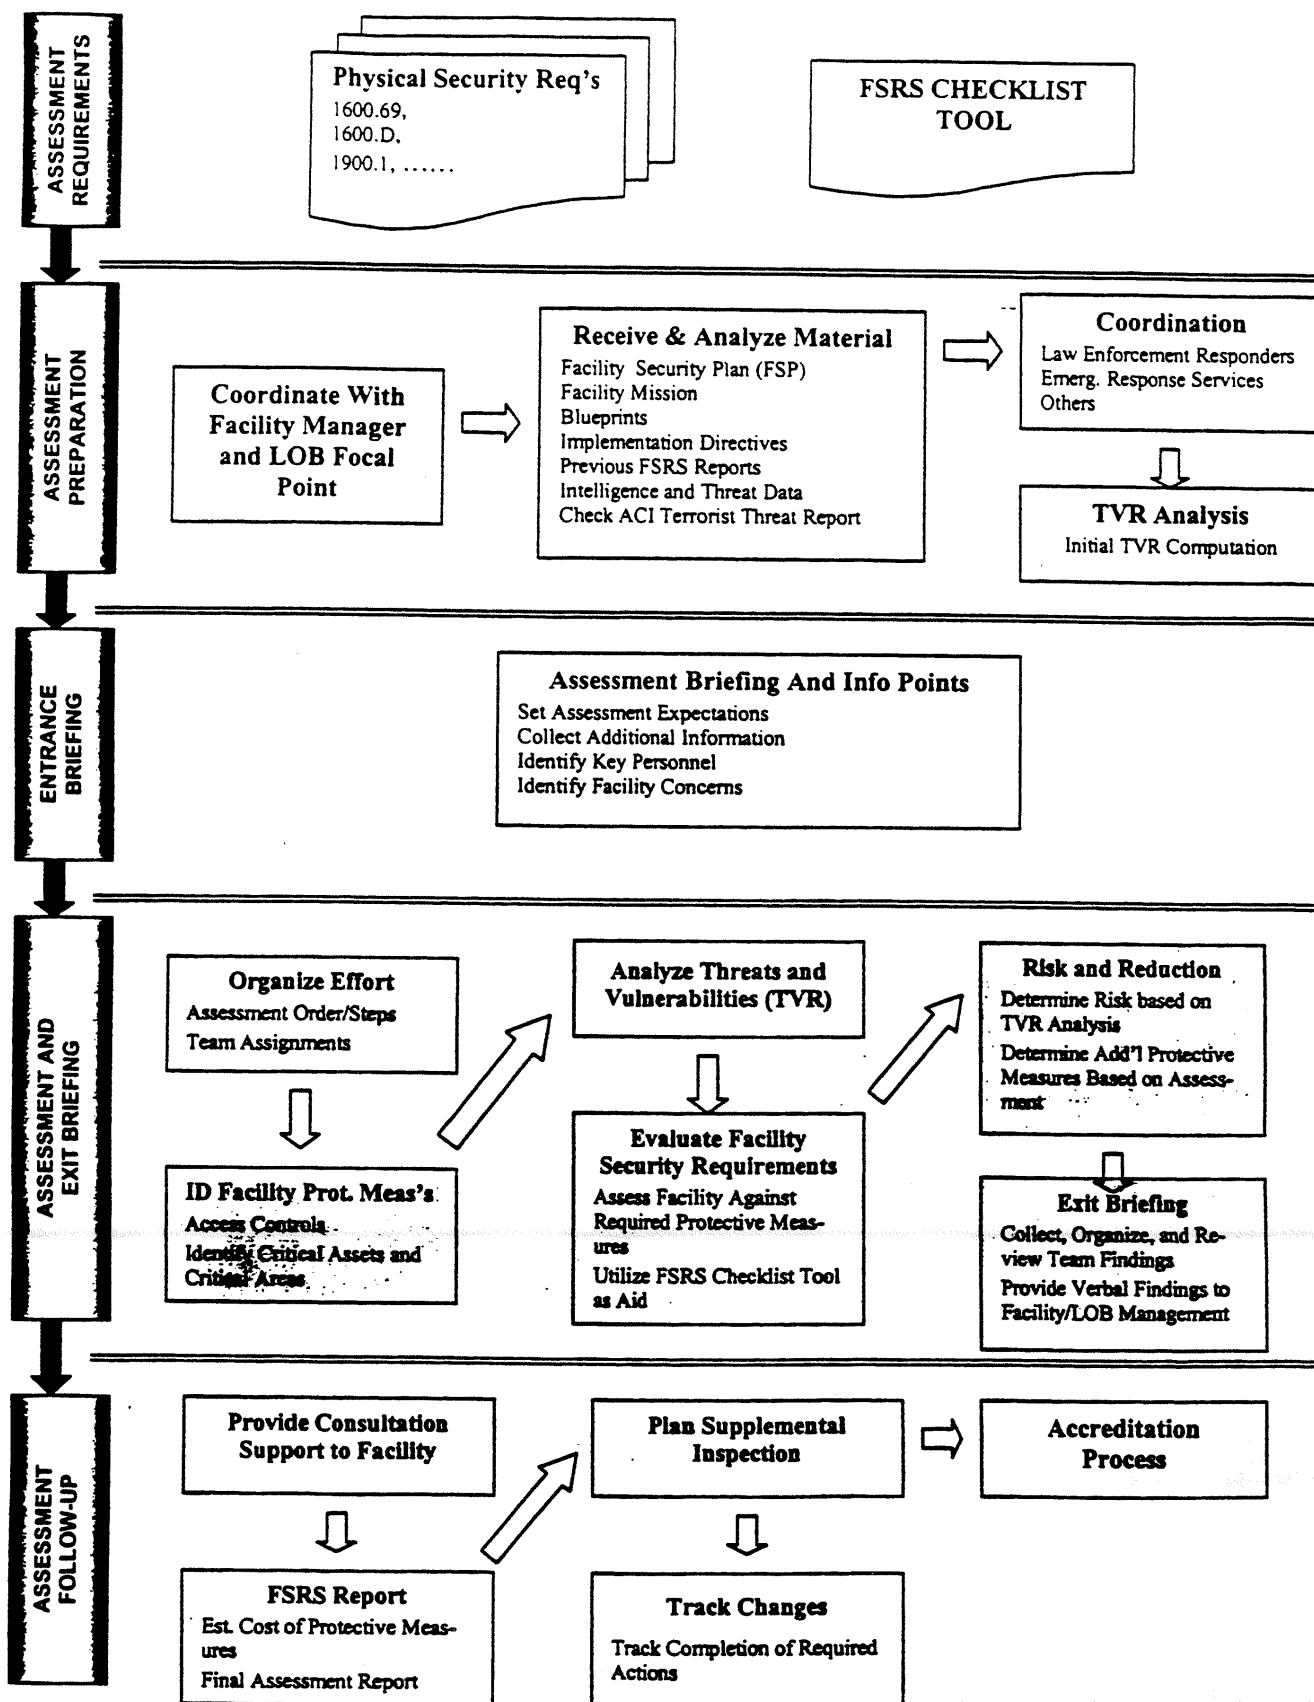 ASSESSMENT
REQUIREMENTS
Physical Security Req's
1600.69,
1600.D,
1900.1, ......
FSRS CHECKLIST
TOOL
ASSESSMENT
PREPARATION
Coordinate With
Facility Manager
and LOB Focal
Point
Receive & Analyze Material
Facility Security Plan (FSP)
Facility Mission
Blueprints
Implementation Directives
Previous FSRS Reports
Intelligence and Threat Data
Check ACI Terrorist Threat Report
Coordination
Law Enforcement Responders
Emerg. Response Services
Others
TVR Analysis
Initial TVR Computation
ENTRANCE
BRIEFING
Assessment Briefing And Info Points
Set Assessment Expectations
Collect Additional Information
Identify Key Personnel
Identify Facility Concerns
ASSESSMENT AND
EXIT BRIEFING
Organize Effort
Assessment Order/Steps
Team Assignments
ID Facility Prot. Meas's
Access Controls
Identify Critical Assets and
Critical Areas
Analyze Threats and
Vulnerabilities (TVR)
Evaluate Facility
Security Requirements
Assess Facility Against
Required Protective Meas-
ures
Utilize FSRS Checklist Tool
as Aid
Risk and Reduction
Determine Risk based on
TVR Analysis
Determine Add'l Protective
Measures Based on Assess-
ment
Exit Briefing
Collect, Organize, and Re-
view Team Findings
Provide Verbal Findings to
Facility/LOB Management
ASSESSMENT
FOLLOW-UP
Provide Consultation
Support to Facility
FSRS Report
Est. Cost of Protective Meas-
ures
Final Assessment Report
Plan Supplemental
Inspection
Track Changes
Track Completion of Required
Actions
Accreditation
Process